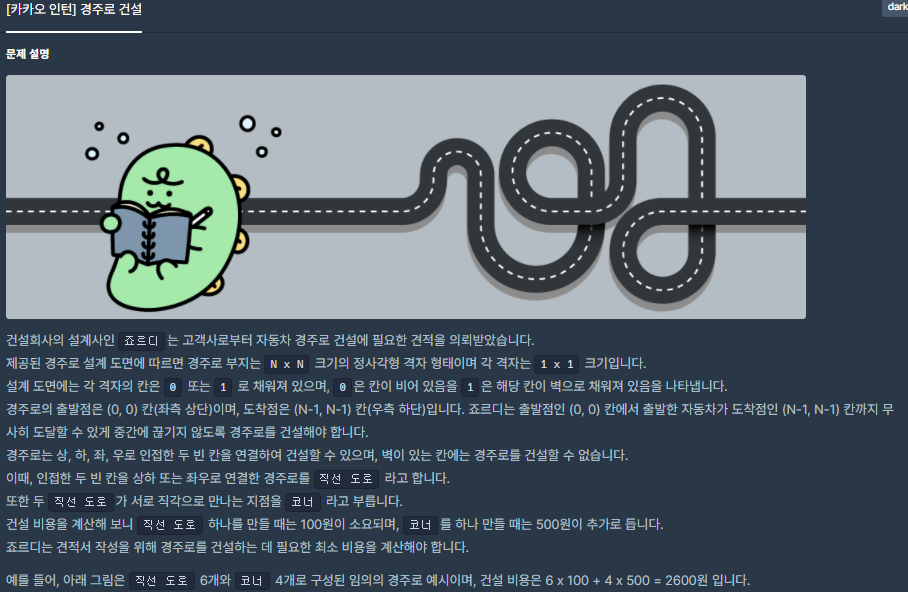 [카카오 인턴] 경주로 건설
dark
문제 설명
건설회사의 설계사인 죠르디 는 고객사로부터 자동차 경주로 건설에 필요한 견적을 의뢰받았습니다.
제공된 경주로 설계 도면에 따르면 경주로 부지는 N x N 크기의 정사각형 격자 형태이며 각 격자는 1 x 1 크기입니다.
설계 도면에는 각 격자의 칸은 0 또는 1 로 채워져 있으며, 0 은 칸이 비어 있음을 1 은 해당 칸이 벽으로 채워져 있음을 나타냅니다.
경주로의 출발점은 (0, 0) 칸(좌측 상단)이며, 도착점은 (N-1, N-1) 칸(우측 하단)입니다. 죠르디는 출발점인 (0, 0) 칸에서 출발한 자동차가 도착점인 (N-1, N-1) 칸까지 무
사히 도달할 수 있게 중간에 끊기지 않도록 경주로를 건설해야 합니다.
경주로는 상, 하, 좌, 우로 인접한 두 빈 칸을 연결하여 건설할 수 있으며, 벽이 있는 칸에는 경주로를 건설할 수 없습니다.
이때, 인접한 두 빈 칸을 상하 또는 좌우로 연결한 경주로를 직선 도로 라고 합니다.
또한 두 직선 도로 가 서로 직각으로 만나는 지점을 코너 라고 부릅니다.
건설 비용을 계산해 보니 직선 도로 하나를 만들 때는 100원이 소요되며, 코너 를 하나 만들 때는 500원이 추가로 듭니다.
죠르디는 견적서 작성을 위해 경주로를 건설하는 데 필요한 최소 비용을 계산해야 합니다.
예를 들어, 아래 그림은 직선 도로 6개와 코너 4개로 구성된 임의의 경주로 예시이며, 건설 비용은 6 x 100 + 4 x 500 = 2600원 입니다.